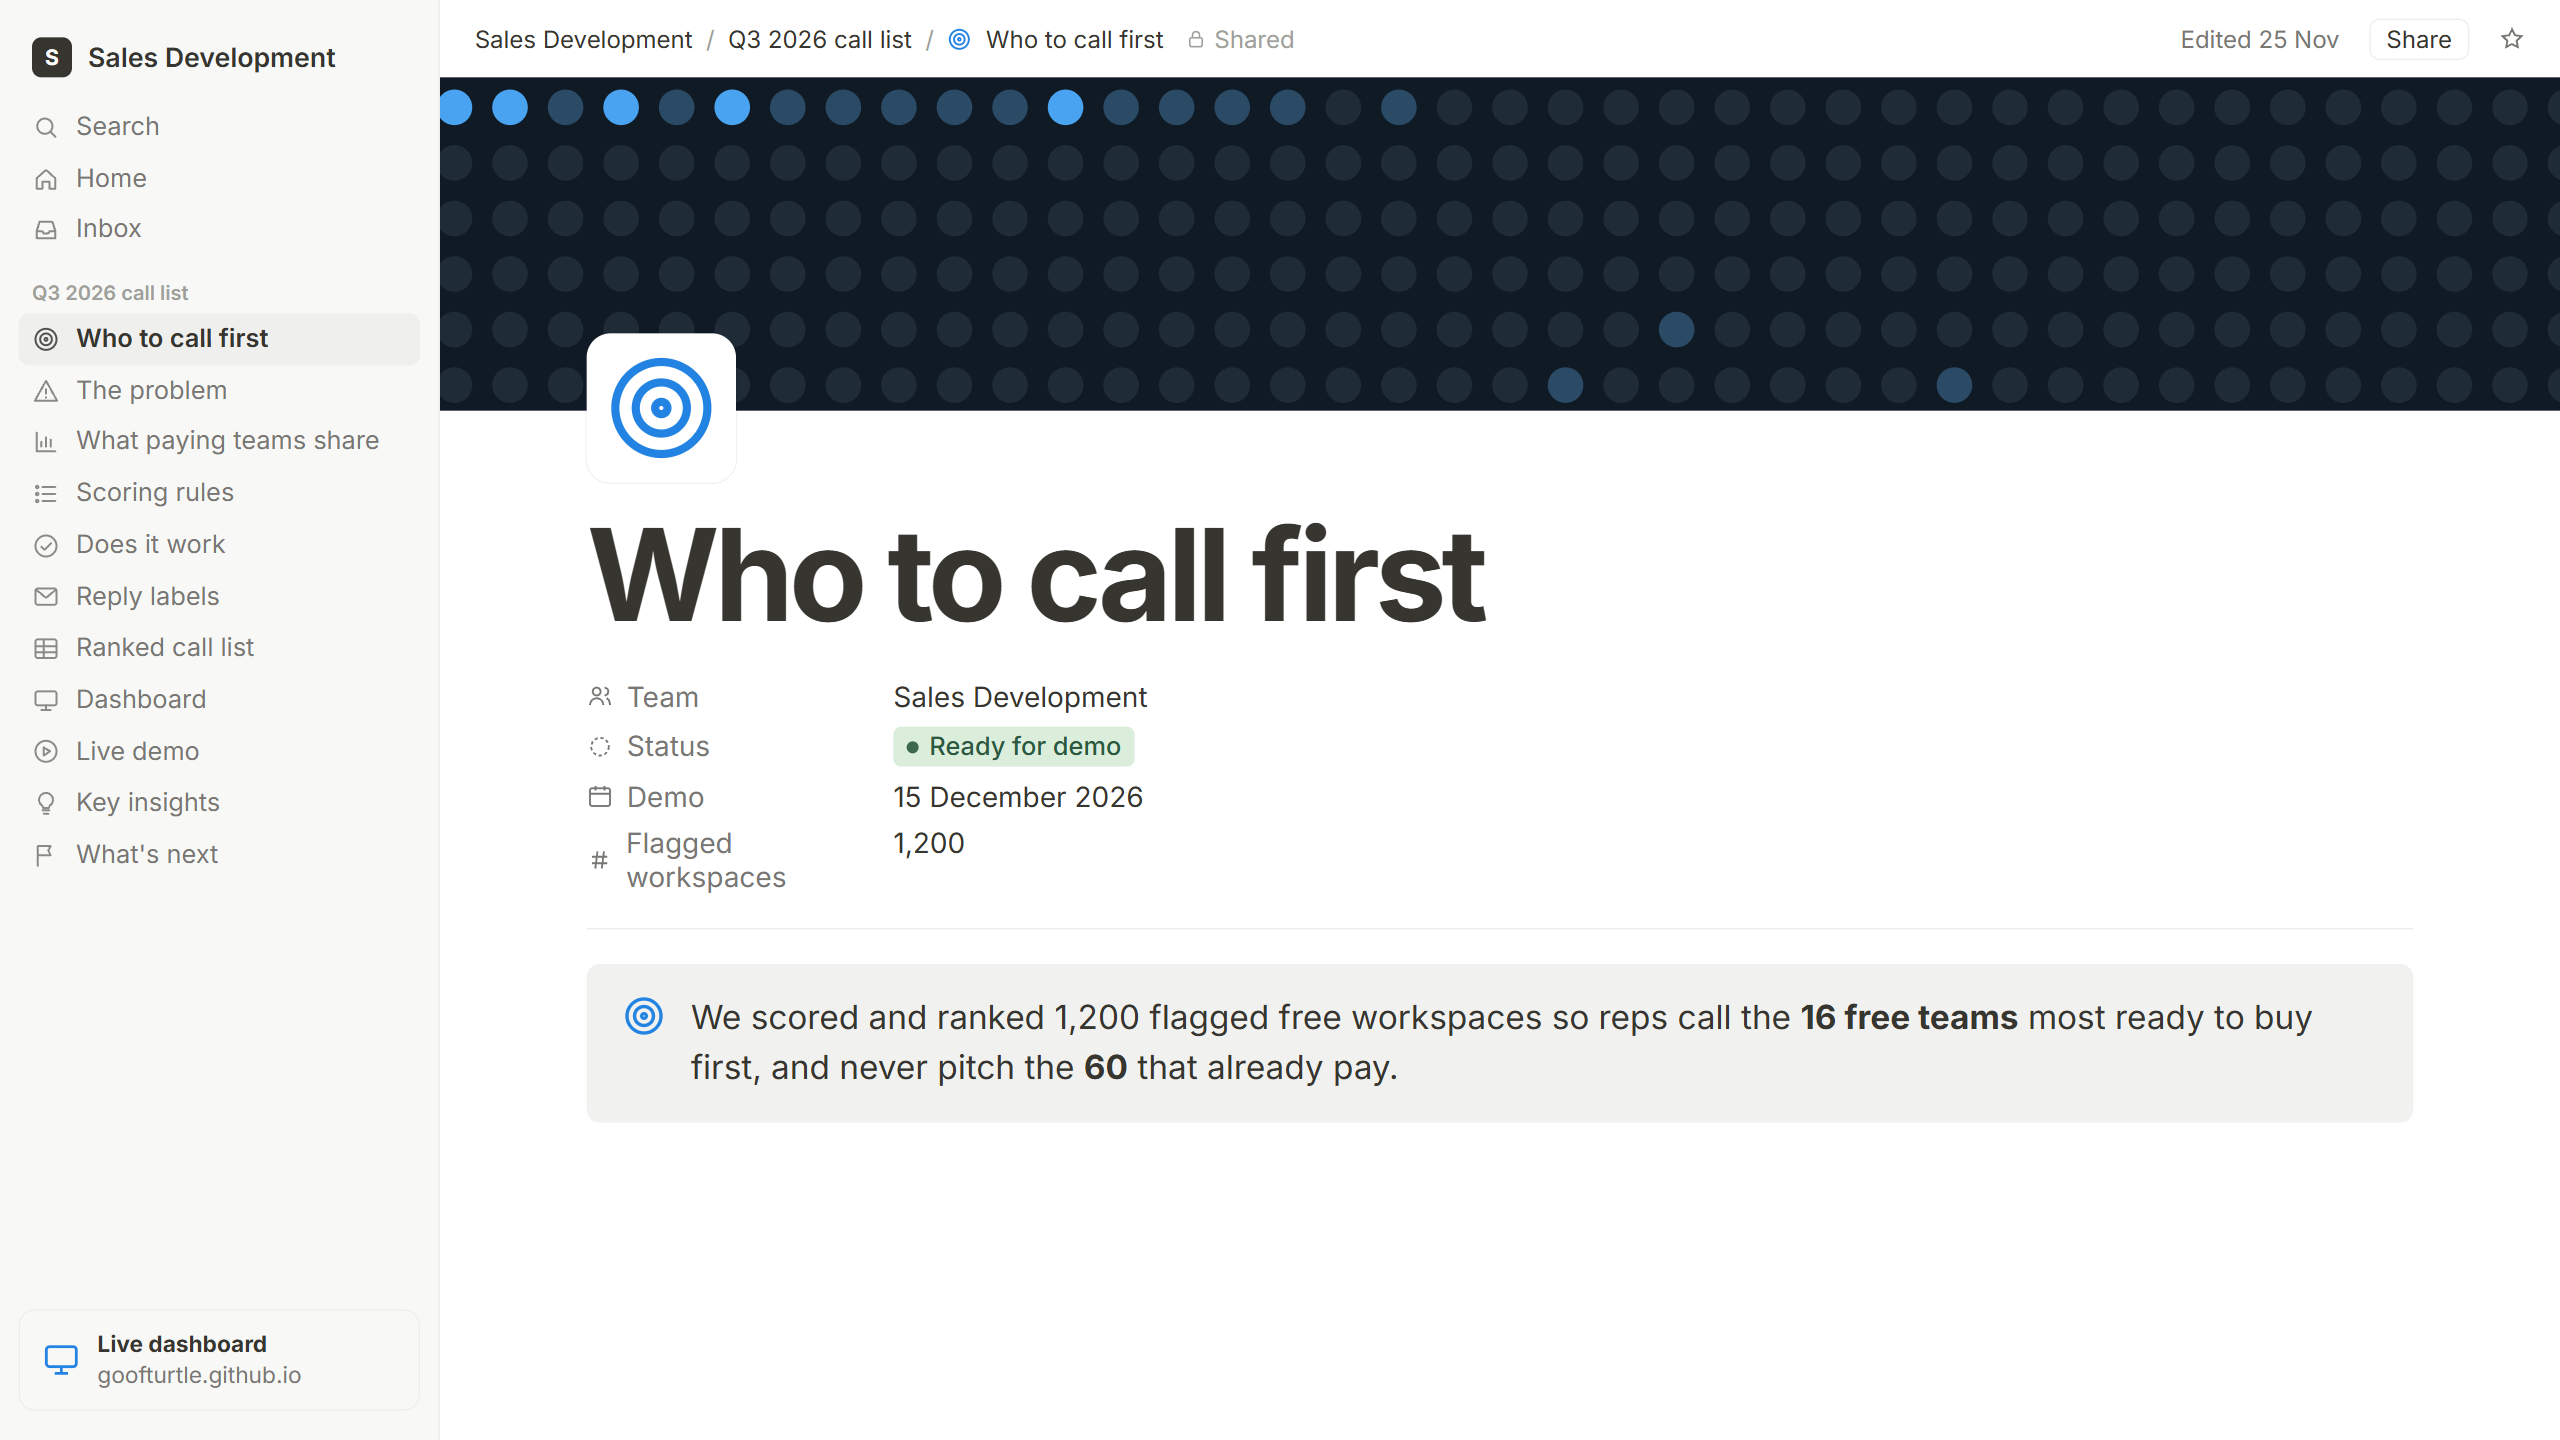 S Sales Development
Search
Home
Inbox
Q3 2026 call list
Who to call first
The problem
What paying teams share
Scoring rules
Does it work
Reply labels
Ranked call list
Dashboard
Live demo
Key insights
What's next
Live dashboard
goofturtle.github.io
Sales Development / Q3 2026 call list / Who to call first Shared
Edited 25 Nov Share
Who to call first
Team Sales Development
Status Ready for demo
Demo 15 December 2026
Flagged 1,200
workspaces
We scored and ranked 1,200 flagged free workspaces so reps call the 16 free teams most ready to buy
first, and never pitch the 60 that already pay.